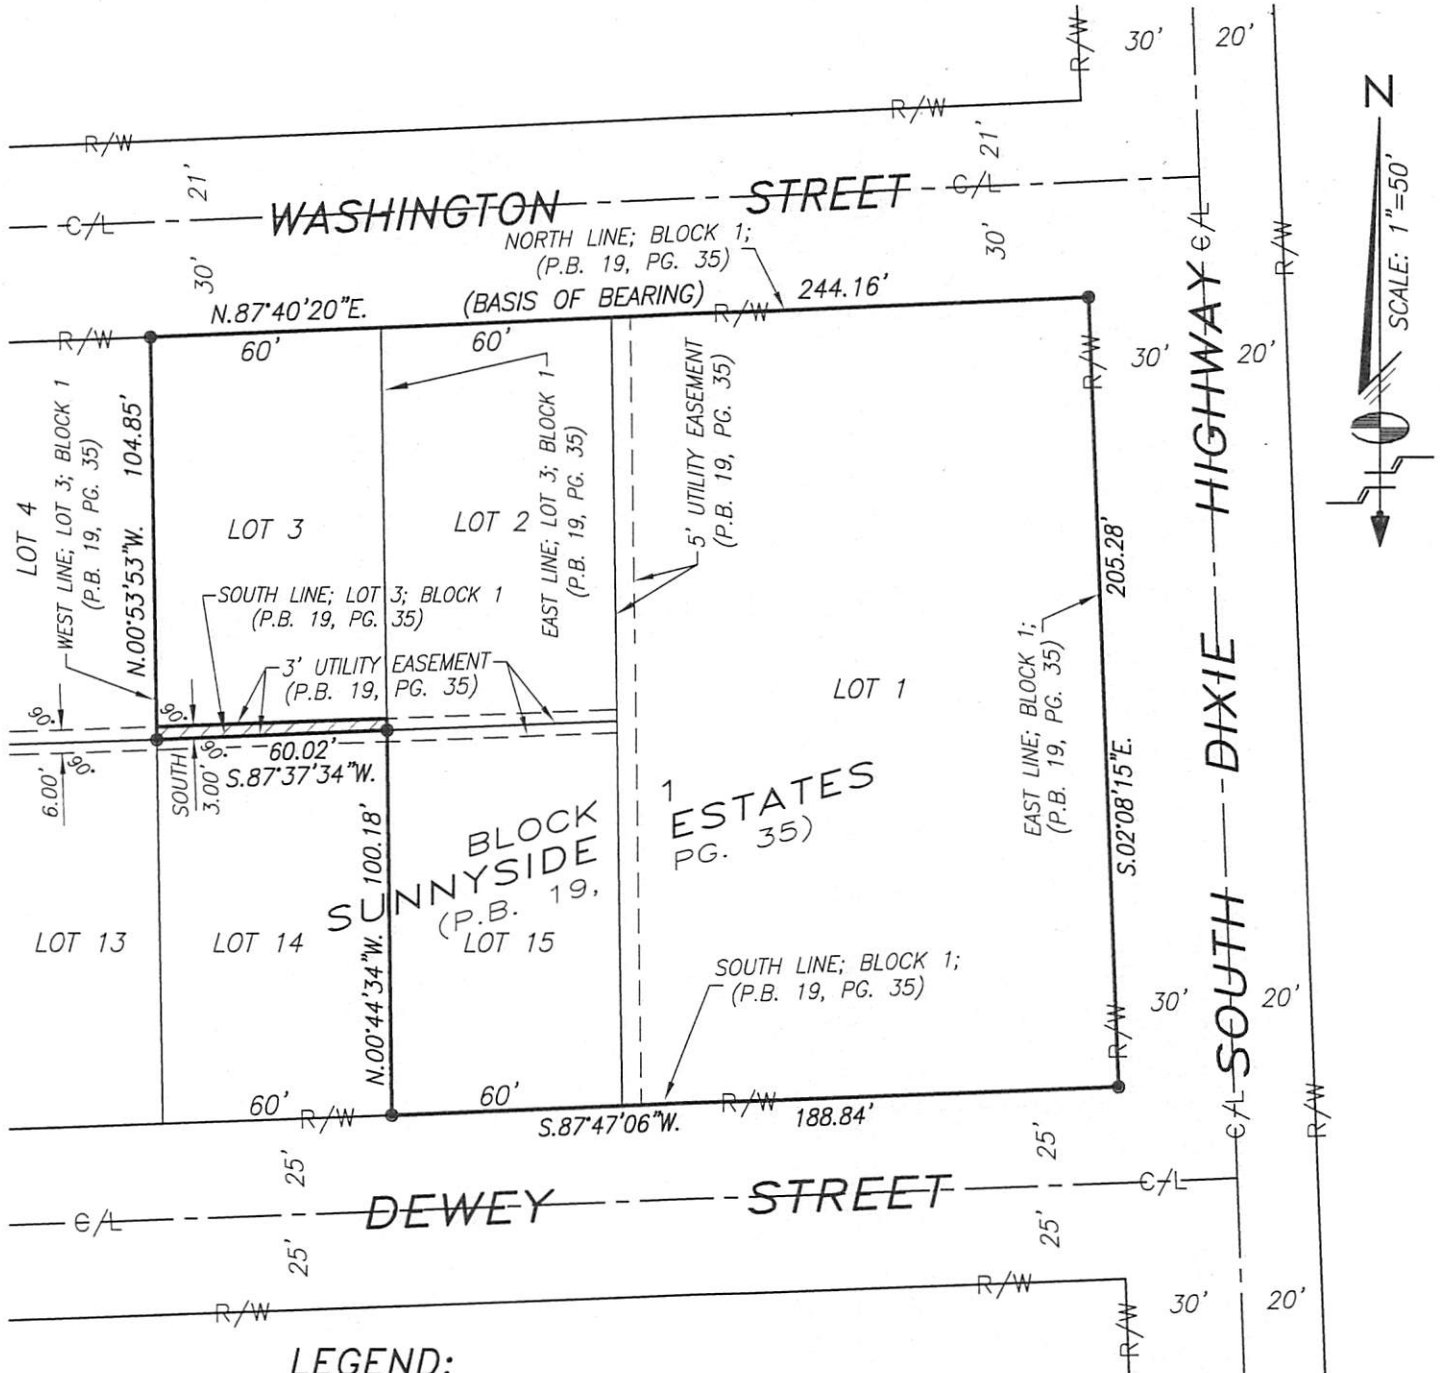 R/W
30'
20'
R/W
R/W
21'
21'
C/L
WASHINGTON STREET
C/L
C/L
R/W
N
SCALE: 1"=50'
30'
30'
NORTH LINE; BLOCK 1;
(P.B. 19, PG. 35)
N.87°40'20"E.
(BASIS OF BEARING)
R/W
244.16'
R/W
60'
60'
R/W
30'
20'
LOT 4
WEST LINE; LOT 3; BLOCK 1
(P.B. 19, PG. 35)
N.00°53'53"W. 104.85'
LOT 3
LOT 2
EAST LINE; LOT 3; BLOCK 1
(P.B. 19, PG. 35)
5' UTILITY EASEMENT
(P.B. 19, PG. 35)
SOUTH LINE; LOT 3; BLOCK 1
(P.B. 19, PG. 35)
3' UTILITY EASEMENT
(P.B. 19, PG. 35)
LOT 1
EAST LINE; BLOCK 1;
(P.B. 19, PG. 35)
205.28'
S.02°08'15"E.
SOUTH DIXIE HIGHWAY
90°
90°
90°
90°
6.00'
SOUTH
3.00'
60.02'
S.87°37'34"W.
BLOCK 1
SUNNYSIDE ESTATES
(P.B. 19, PG. 35)
N.00°44'34"W. 100.18'
LOT 13
LOT 14
LOT 15
SOUTH LINE; BLOCK 1;
(P.B. 19, PG. 35)
R/W
30'
20'
60'
R/W
60'
S.87°47'06"W.
R/W
188.84'
C/L
R/W
25'
25'
C/L
DEWEY STREET
C/L
25'
25'
R/W
R/W
R/W
30'
20'
LEGEND: